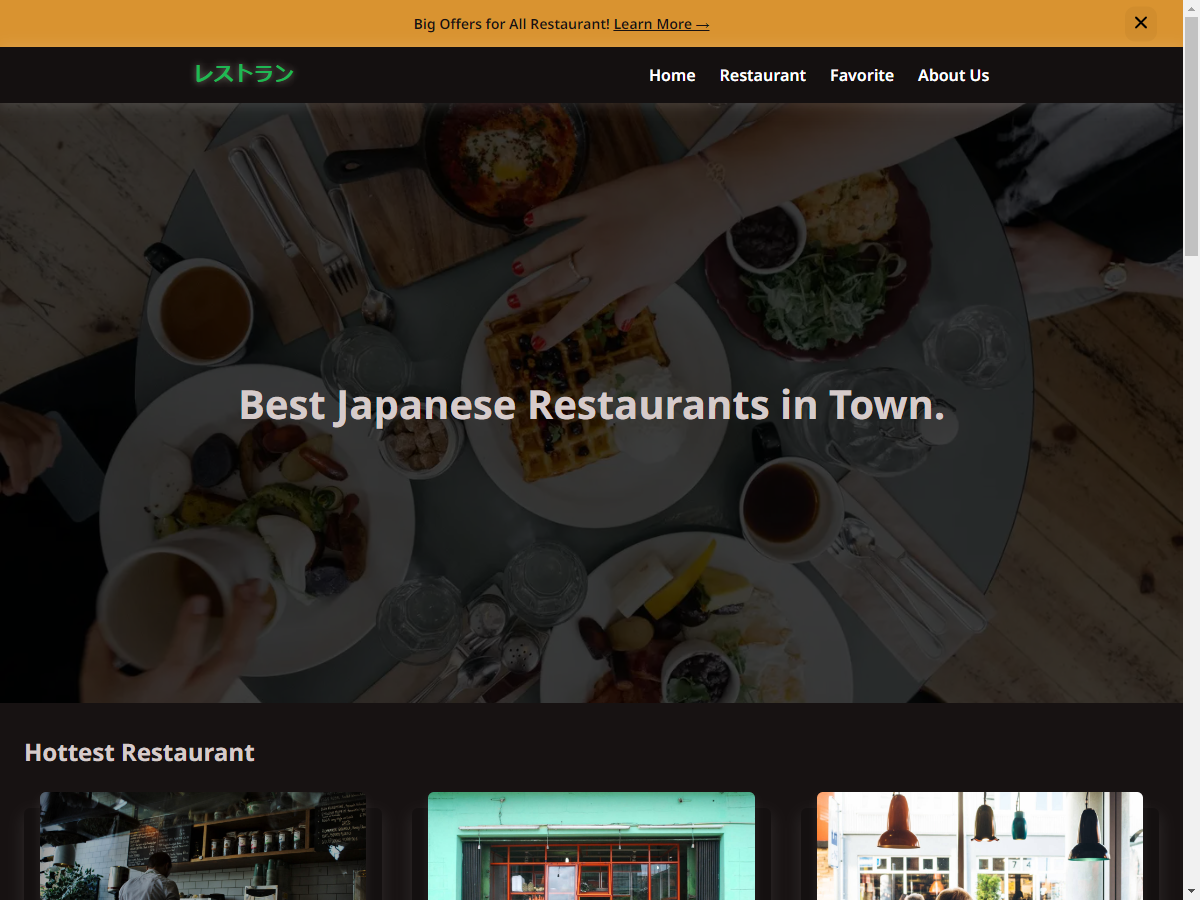 Big Offers for All Restaurant! Learn More →
レストラン
Home Restaurant Favorite About Us
Best Japanese Restaurants in Town.
Hottest Restaurant